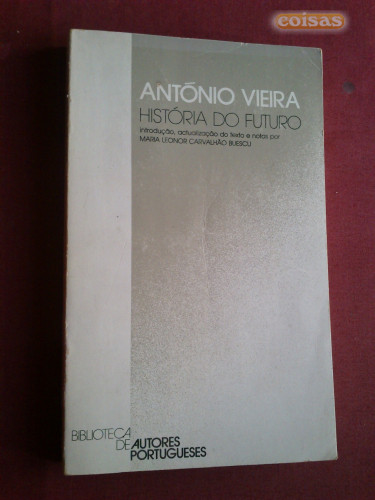 coisas
ANTÓNIO VIEIRA
HISTÓRIA DO FUTURO
introdução, actualização do texto e notas por
MARIA LEONOR CARVALHÃO BUESCU
BIBLIOTECA
DE AUTORES
PORTUGUESES